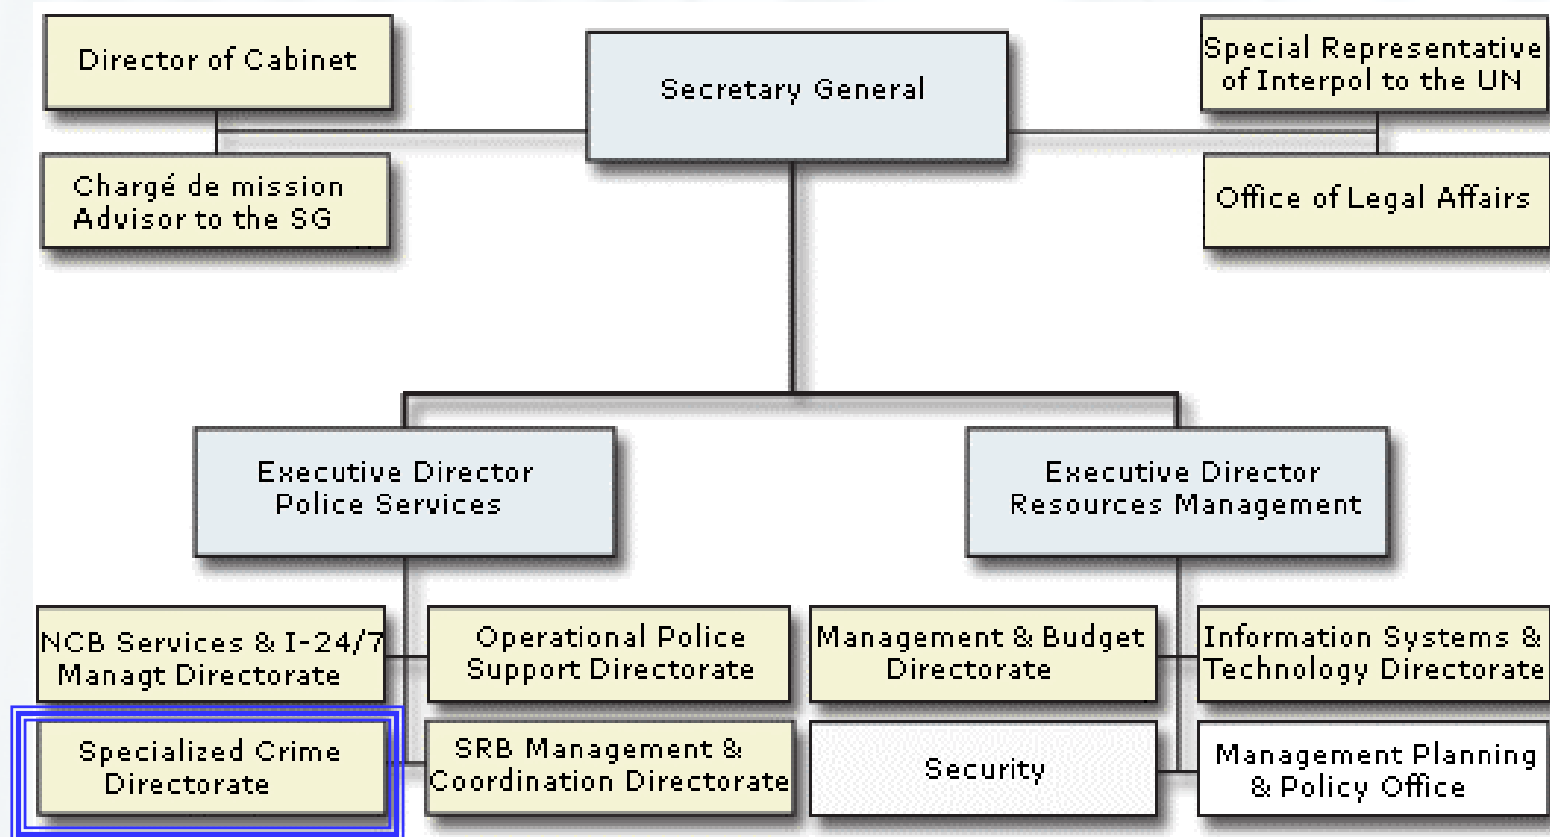 Director of Cabinet
Secretary General
Special Representative
of Interpol to the UN
Chargé de mission
Advisor to the SG
Office of Legal Affairs
Executive Director
Police Services
Executive Director
Resources Management
NCB Services & I-24/7
Managt Directorate
Operational Police
Support Directorate
Management & Budget
Directorate
Information Systems &
Technology Directorate
Specialized Crime
Directorate
SRB Management &
Coordination Directorate
Security
Management Planning
& Policy Office